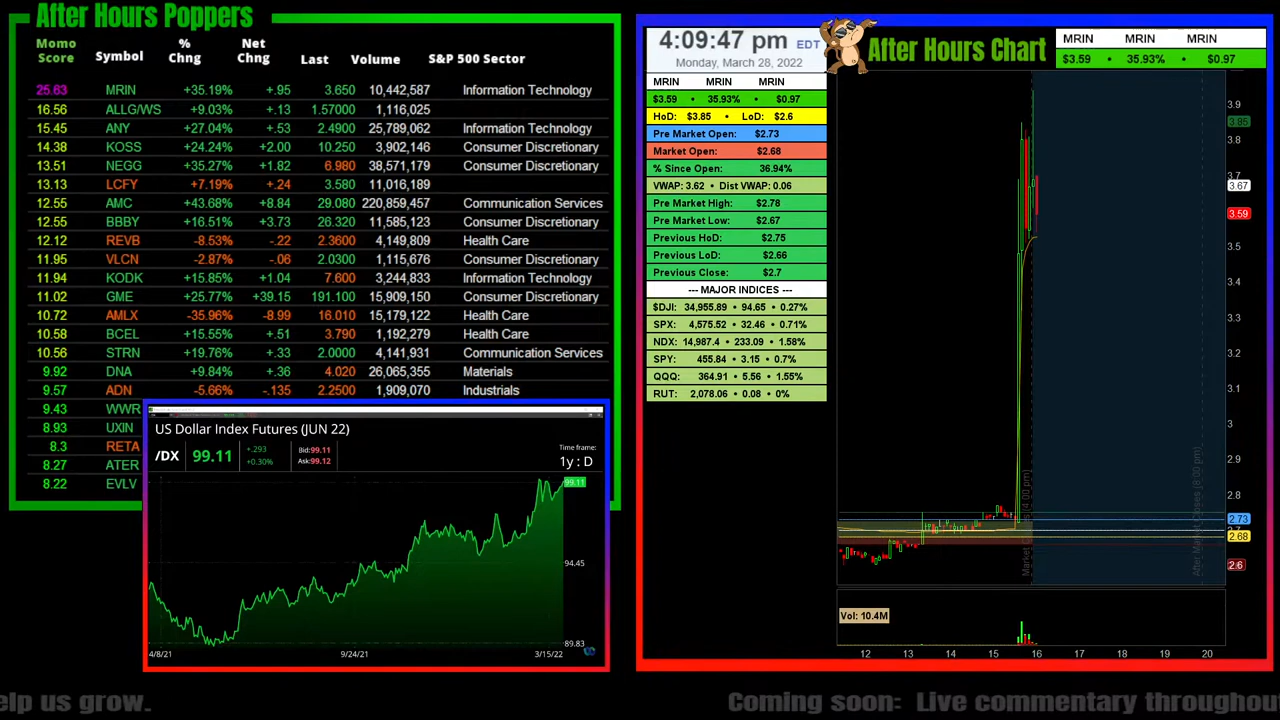 After Hours Poppers
Momo Score Symbol % Chng Net Chng Last Volume S&P 500 Sector
25.63 MRIN +35.19% +.95 3.650 10,442,587 Information Technology
16.56 ALLG/WS +9.03% +.13 1.57000 1,116,025
15.45 ANY +27.04% +.53 2.4900 25,789,062 Information Technology
14.38 KOSS +24.24% +2.00 10.250 3,902,146 Consumer Discretionary
13.51 NEGG +35.27% +1.82 6.980 38,571,179 Consumer Discretionary
13.13 LCFY +7.19% +.24 3.580 11,016,189
12.55 AMC +43.68% +8.84 29.080 220,859,457 Communication Services
12.55 BBBY +16.51% +3.73 26.320 11,585,123 Consumer Discretionary
12.12 REVB -8.53% -.22 2.3600 4,149,809 Health Care
11.95 VLCN -2.87% -.06 2.0300 1,115,676 Consumer Discretionary
11.94 KODK +15.85% +1.04 7.600 3,244,833 Information Technology
11.02 GME +25.77% +39.15 191.100 15,909,150 Consumer Discretionary
10.72 AMLX -35.96% -8.99 16.010 15,179,122 Health Care
10.58 BCEL +15.55% +.51 3.790 1,192,279 Health Care
10.56 STRN +19.76% +.33 2.0000 4,141,931 Communication Services
9.92 DNA +9.84% +.36 4.020 26,065,355 Materials
9.57 ADN -5.66% -.135 2.2500 1,909,070 Industrials
9.43 WWR
8.93 UXIN
8.3 RETA
8.27 ATER
8.22 EVLV
US Dollar Index Futures (JUN 22)
/DX 99.11 +.293 +0.30% Bid:99.11 Ask:99.12
Time frame:
1y : D
99.11
94.45
89.83
4/8/21 9/24/21 3/15/22
4:09:47 pm EDT
Monday, March 28, 2022
MRIN MRIN MRIN
$3.59 • 35.93% • $0.97
HoD: $3.85 • LoD: $2.6
Pre Market Open: $2.73
Market Open: $2.68
% Since Open: 36.94%
VWAP: 3.62 • Dist VWAP: 0.06
Pre Market High: $2.78
Pre Market Low: $2.67
Previous HoD: $2.75
Previous LoD: $2.66
Previous Close: $2.7
--- MAJOR INDICES ---
$DJI: 34,955.89 • 94.65 • 0.27%
SPX: 4,575.52 • 32.46 • 0.71%
NDX: 14,987.4 • 233.09 • 1.58%
SPY: 455.84 • 3.15 • 0.7%
QQQ: 364.91 • 5.56 • 1.55%
RUT: 2,078.06 • 0.08 • 0%
After Hours Chart
MRIN MRIN MRIN
$3.59 • 35.93% • $0.97
3.9
3.85
3.8
3.7
3.67
3.59
3.5
3.4
3.3
3.2
3.1
3
2.9
2.8
2.73
2.7
2.68
2.6
After Market Closes (8:00 pm)
Vol: 10.4M
12 13 14 15 16 17 18 19 20
elp us grow.
Coming soon: Live commentary throughou